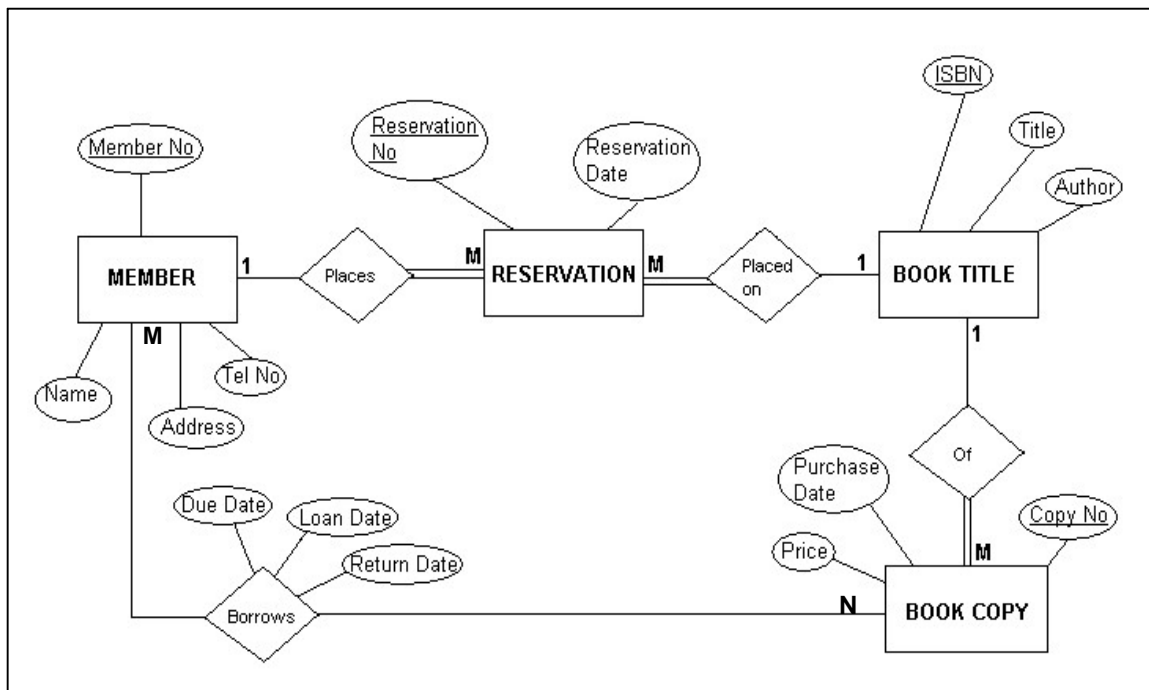 ISBN
Member No
Reservation
No
Reservation
Date
Title
Author
MEMBER
1
Places
M
RESERVATION
M
Placed
on
1
BOOK TITLE
M
1
Name
Tel No
Address
Of
Due Date
Loan Date
Return Date
Borrows
Purchase
Date
Copy No
Price
M
N
BOOK COPY